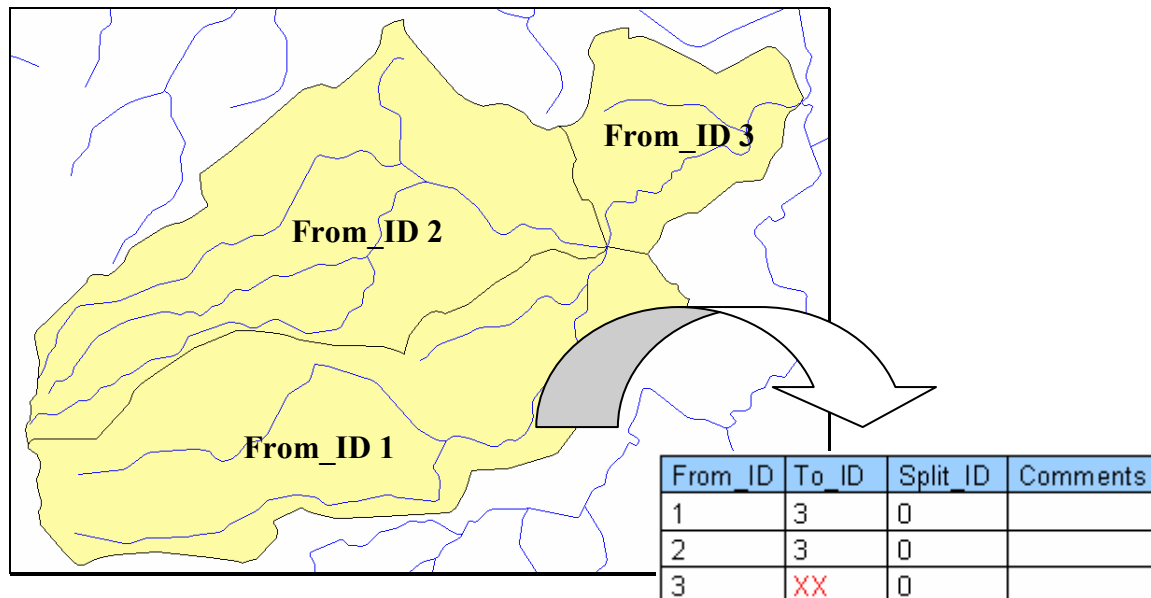 From_ID 3
From_ID 2
From_ID 1
From_ID To_ID Split_ID Comments
1 3 0
2 3 0
3 XX 0